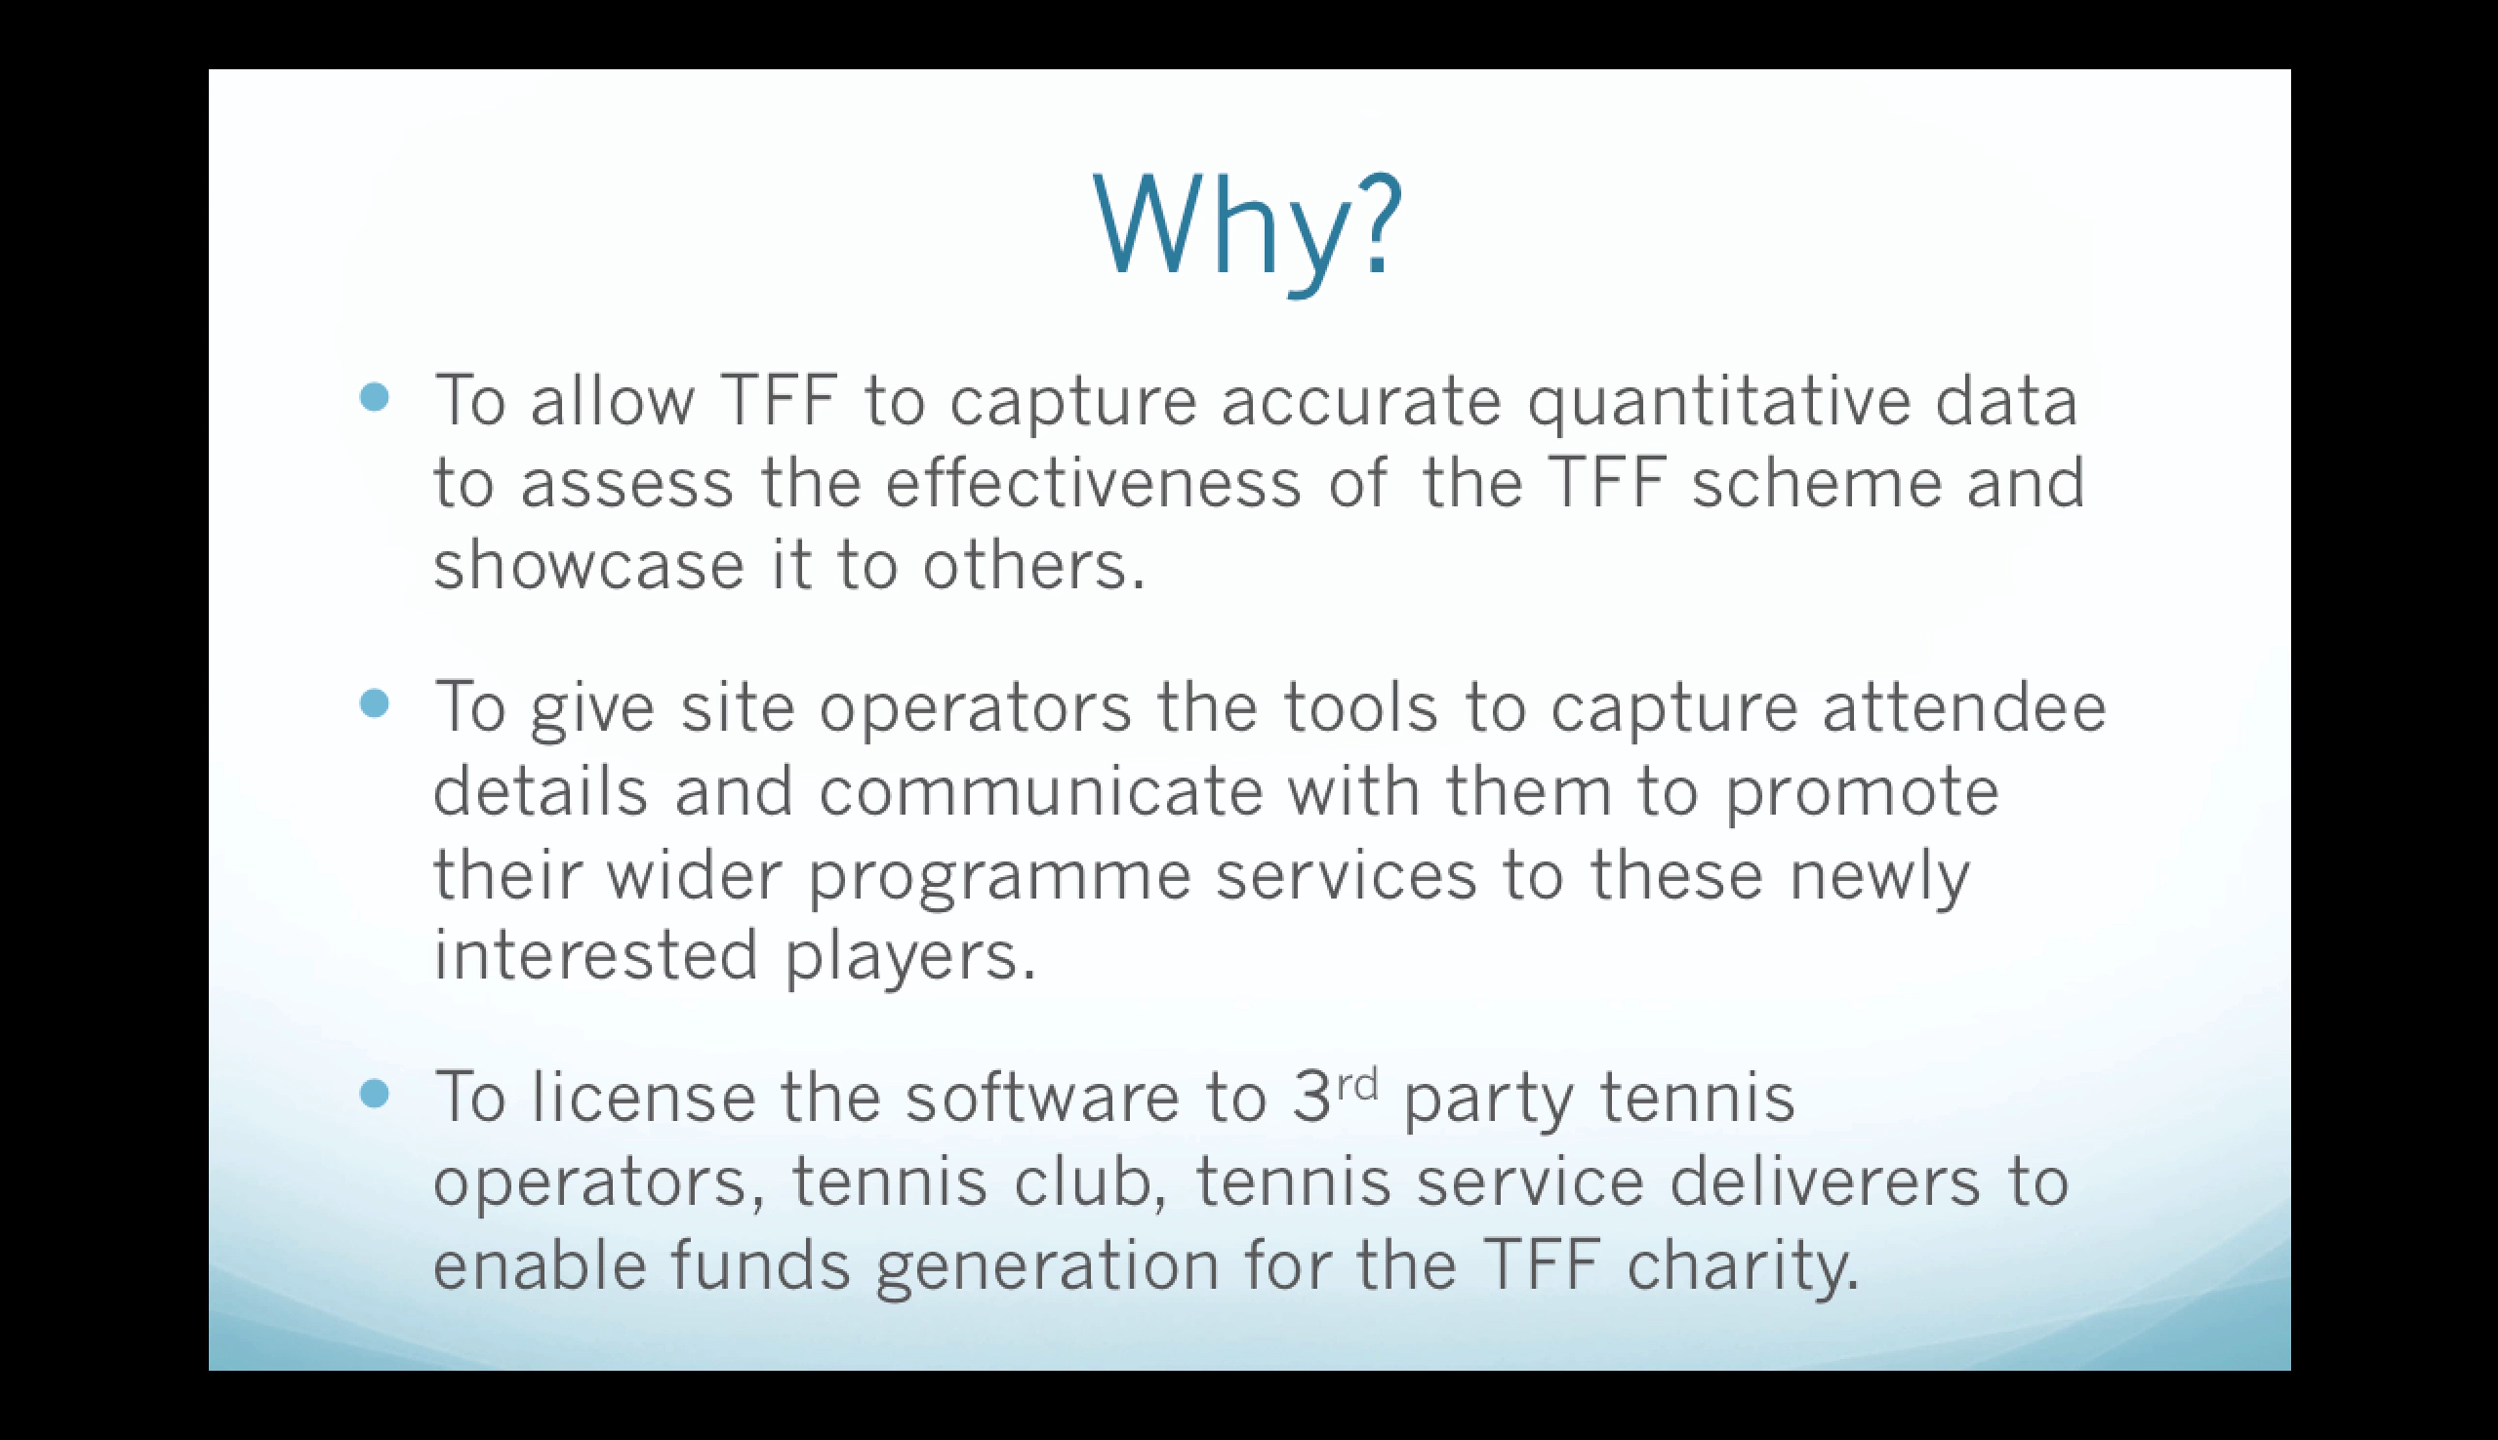 Why?
• To allow TFF to capture accurate quantitative data
to assess the effectiveness of the TFF scheme and
showcase it to others.
• To give site operators the tools to capture attendee
details and communicate with them to promote
their wider programme services to these newly
interested players.
• To license the software to 3rd party tennis
operators, tennis club, tennis service deliverers to
enable funds generation for the TFF charity.